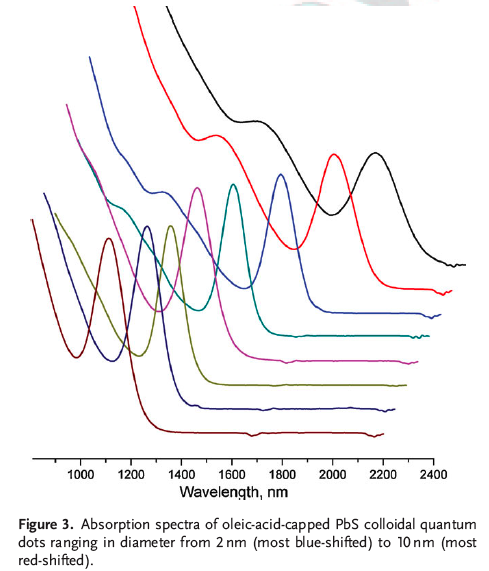 1000 1200 1400 1600 1800 2000 2200 2400
Wavelength, nm
Figure 3. Absorption spectra of oleic-acid-capped PbS colloidal quantum
dots ranging in diameter from 2 nm (most blue-shifted) to 10 nm (most
red-shifted).